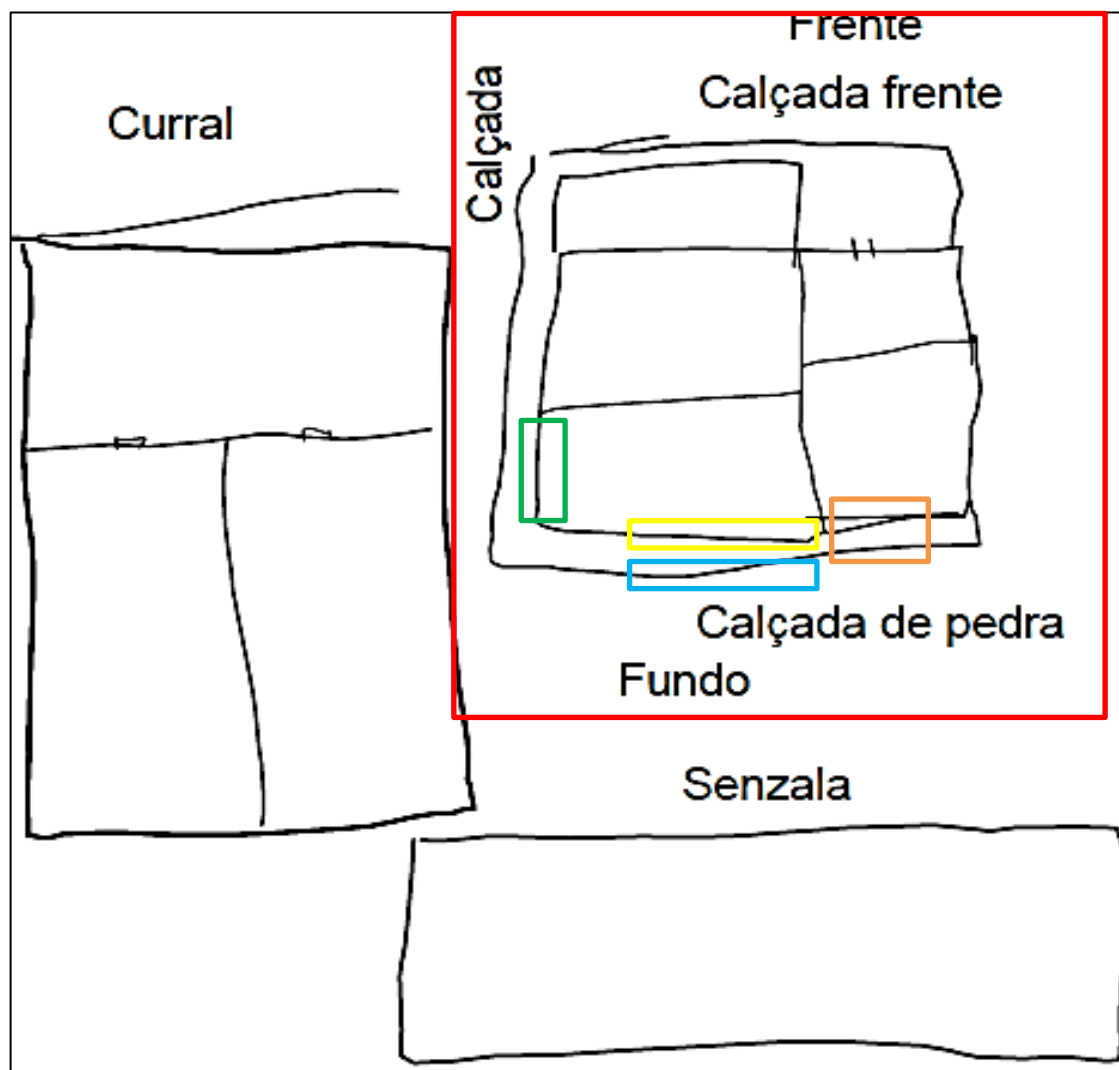 Frente
Calçada frente
Calçada
Curral
Calçada de pedra
Fundo
Senzala